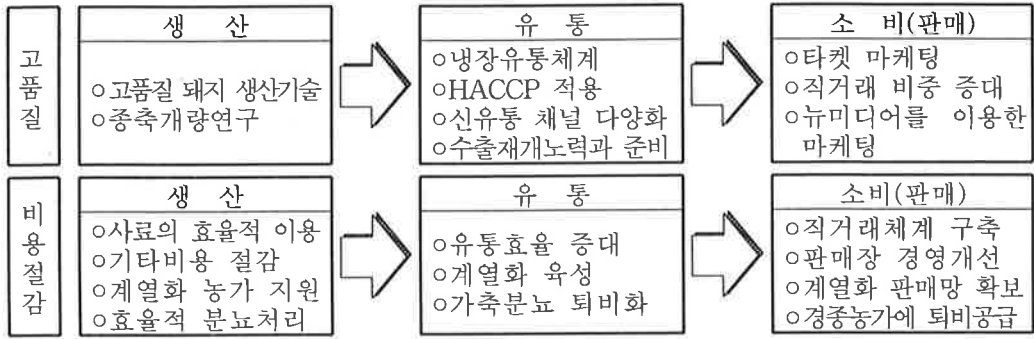 고품질
생 산
○고품질 돼지 생산기술
○종축개량연구
유 통
○냉장유통체계
○HACCP 적용
○신유통 채널 다양화
○수출재개노력과 준비
소 비(판매)
○타켓 마케팅
○직거래 비중 증대
○뉴미디어를 이용한
마케팅
비용절감
생 산
○사료의 효율적 이용
○기타비용 절감
○계열화 농가 지원
○효율적 분뇨처리
유 통
○유통효율 증대
○계열화 육성
○가축분뇨 퇴비화
소비(판매)
○직거래체계 구축
○판매장 경영개선
○계열화 판매망 확보
○경종농가에 퇴비공급